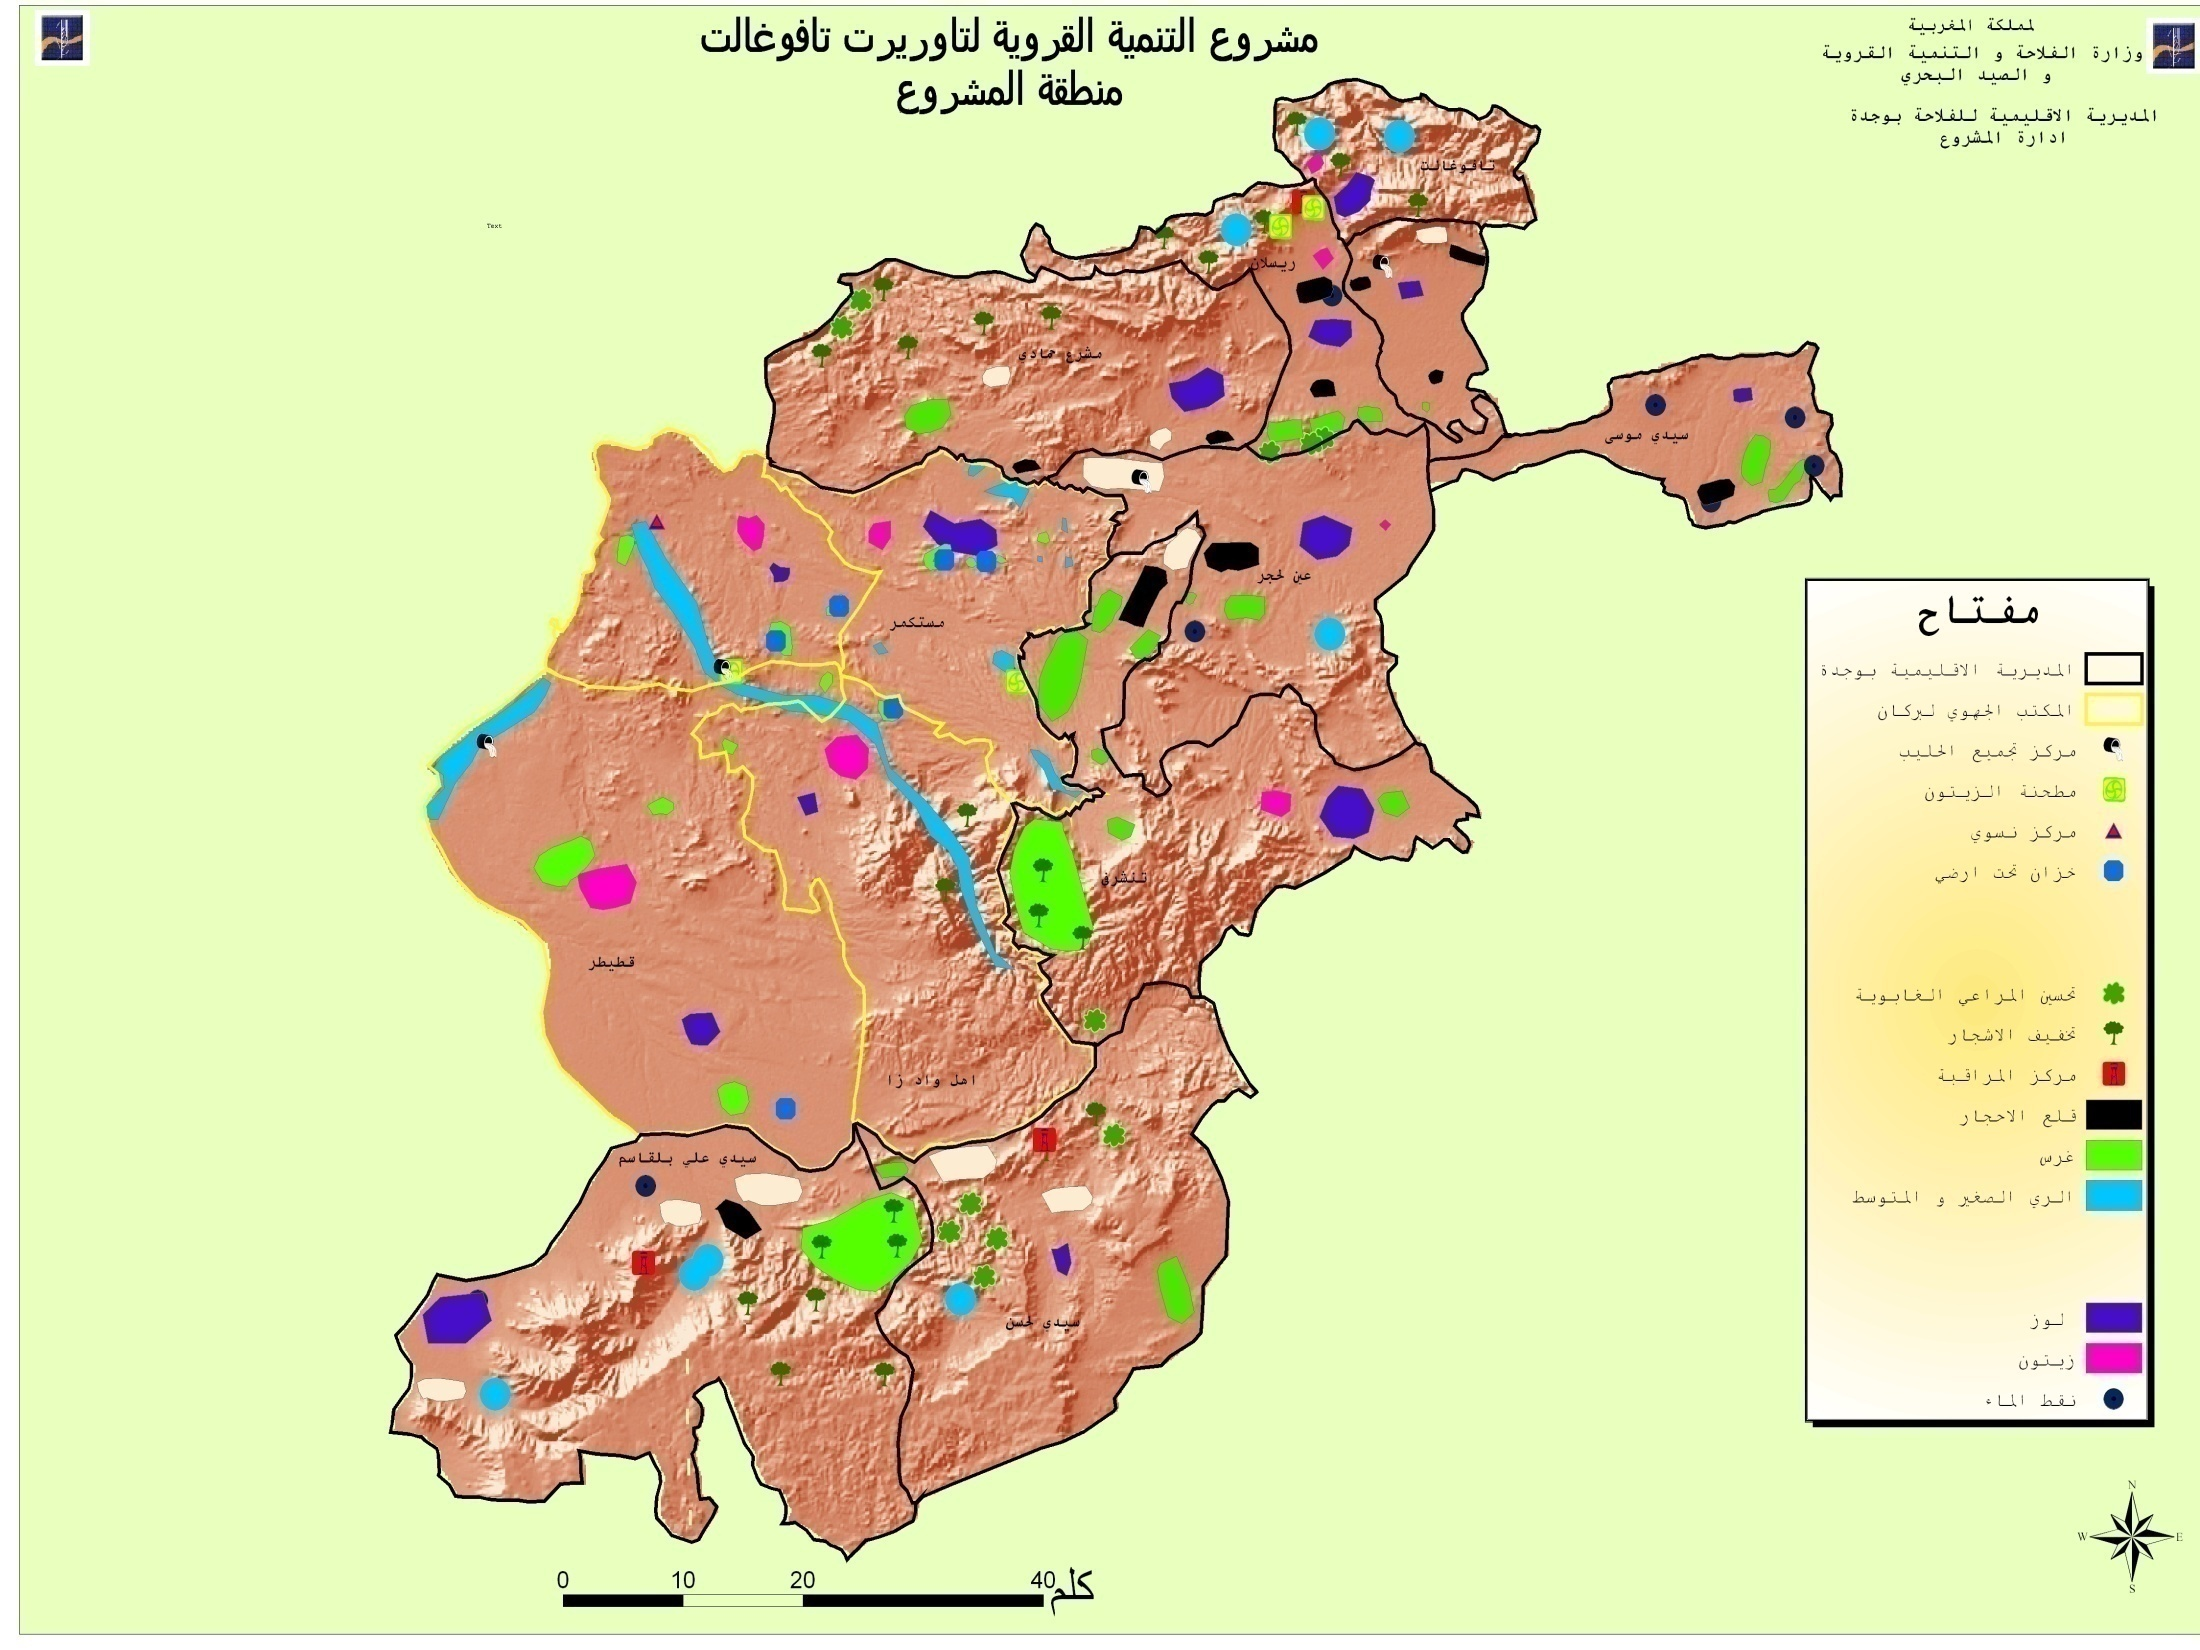 مشروع التنمية القروية لتاوريرت تافوغالت
منطقة المشروع
لمملكة المغربية
وزارة الفلاحة و التنمية القروية
و الصيد البحري
المديرية الاقليمية للفلاحة بوجدة
ادارة المشروع
Text
تافوغالت
ريسلان
مشرع حمادي
سيدي موسى
عين لحجر
مستكمر
تنشرفي
قطيطر
اهل واد زا
سيدي علي بلقاسم
سيدي لحسن
مفتاح
المديرية الاقليمية بوجدة
المكتب الجهوي لبركان
مركز تجميع الحليب
مطحنة الزيتون
مركز نسوي
خزان تحت ارضي
تحسين المراعي الغابوية
تخفيف الاشجار
مركز المراقبة
قلع الاحجار
غرس
الري الصغير و المتوسط
لوز
زيتون
نقط الماء
N
W E
S
0 10 20 40 كلم